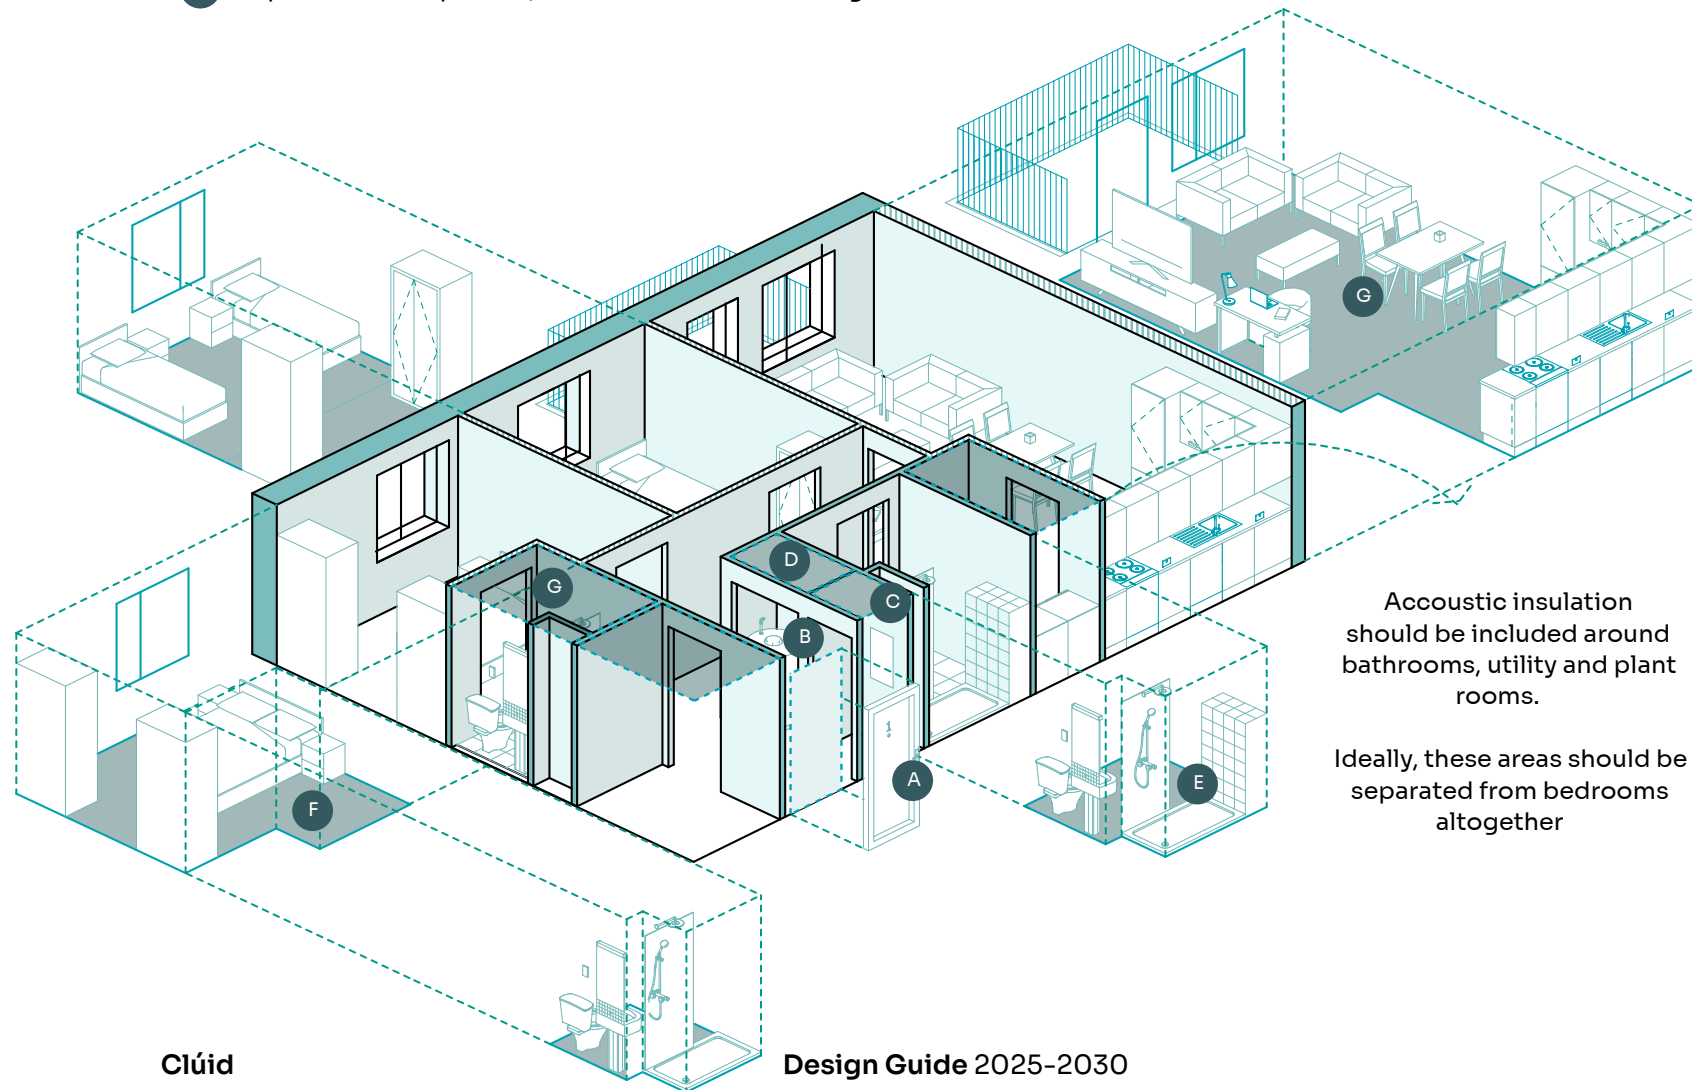 G
D
G
C
B
A
E
F
1
Accoustic insulation
should be included around
bathrooms, utility and plant
rooms.
Ideally, these areas should be
separated from bedrooms
altogether
Clúid
Design Guide 2025-2030